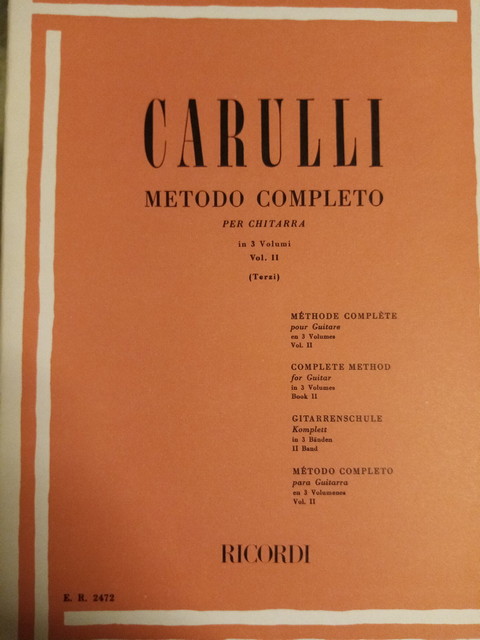 CARULLI
METODO COMPLETO
PER CHITARRA
in 3 Volumi
Vol. II
(Terzi)
MÉTHODE COMPLÈTE
pour Guitare
en 3 Volumes
Vol. II
COMPLETE METHOD
for Guitar
in 3 Volumes
Book II
GITARRENSCHULE
Komplett
in 3 Bänden
II Band
MÉTODO COMPLETO
para Guitarra
en 3 Volumenes
Vol. II
RICORDI
E. R. 2472